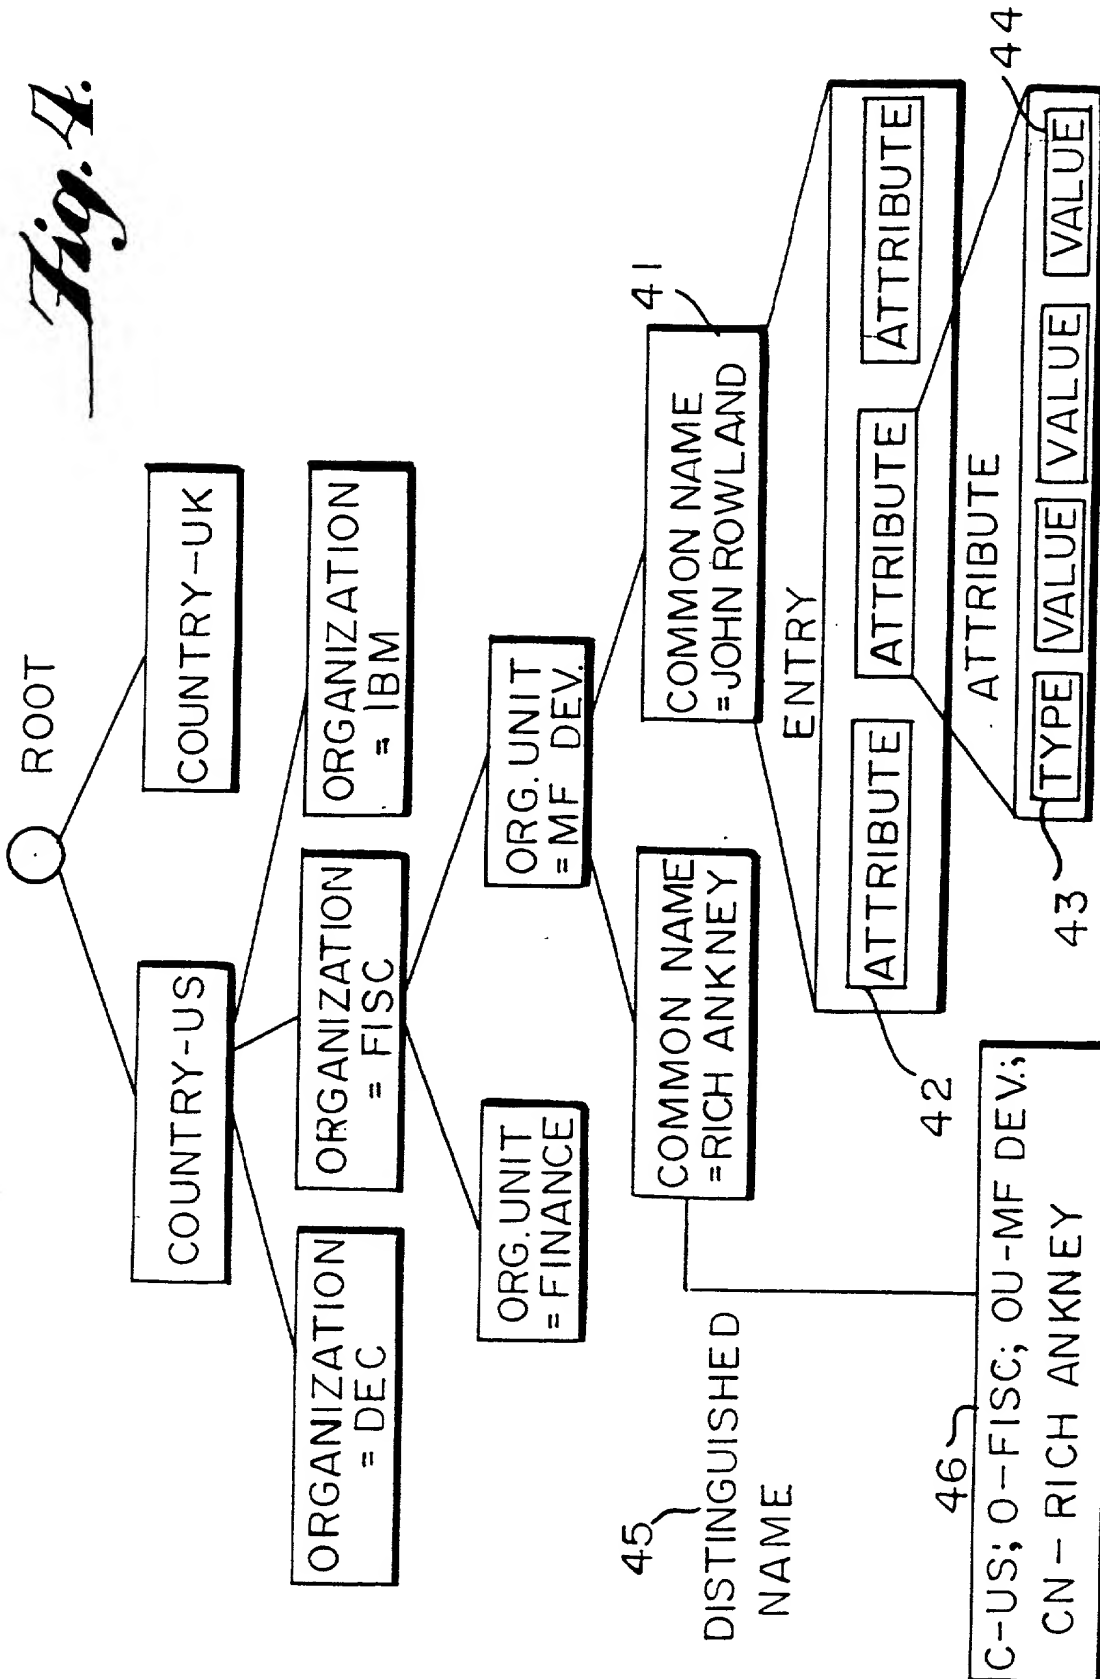 Fig. 4.
ROOT
COUNTRY-US
COUNTRY-UK
ORGANIZATION
= DEC
ORGANIZATION
= FISC
ORGANIZATION
= IBM
ORG. UNIT
= FINANCE
ORG. UNIT
= MF DEV.
COMMON NAME
=RICH ANKNEY
COMMON NAME
=JOHN ROWLAND
41
45
DISTINGUISHED
NAME
ENTRY
ATTRIBUTE
ATTRIBUTE
ATTRIBUTE
42
ATTRIBUTE
46
C-US; O-FISC; OU-MF DEV.;
CN-RICH ANKNEY
TYPE
VALUE
VALUE
VALUE
43
44